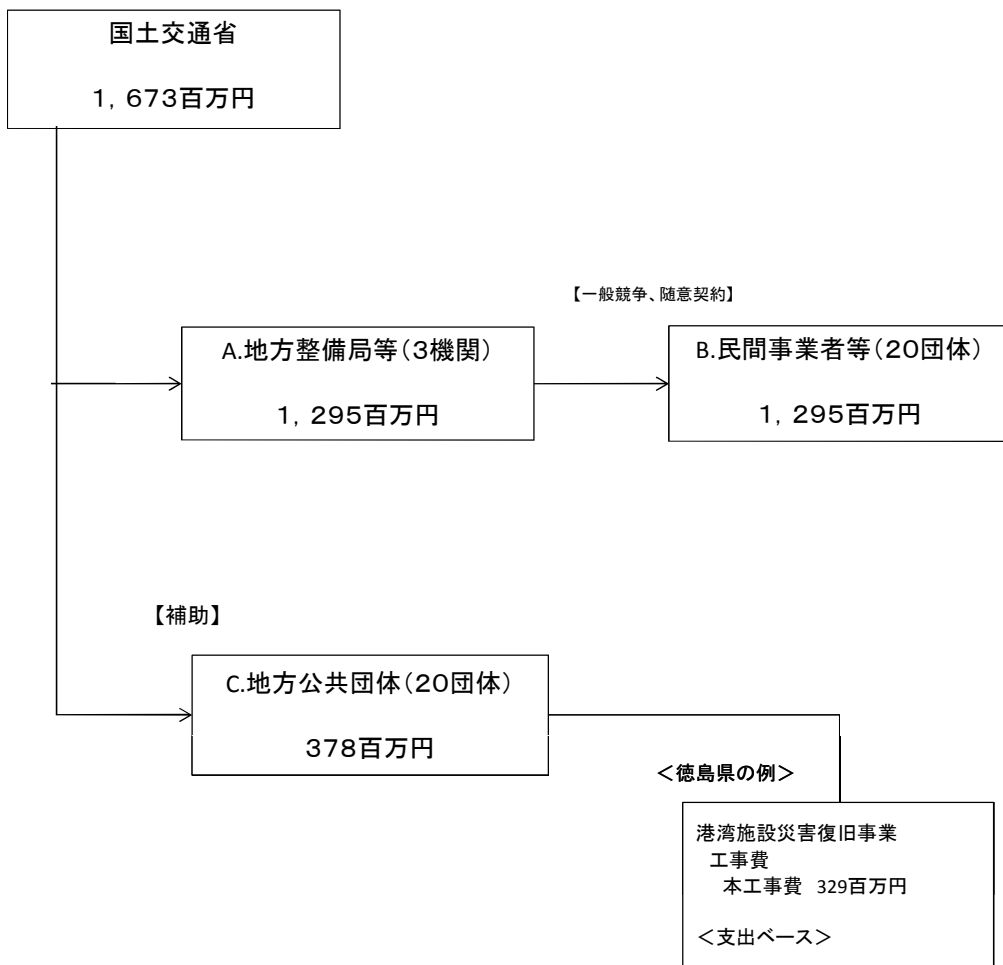 国土交通省
1,673百万円
【一般競争、随意契約】
A.地方整備局等(3機関)
1,295百万円
B.民間事業者等(20団体)
1,295百万円
【補助】
C.地方公共団体(20団体)
378百万円
＜徳島県の例＞
港湾施設災害復旧事業
工事費
本工事費 329百万円
＜支出ベース＞